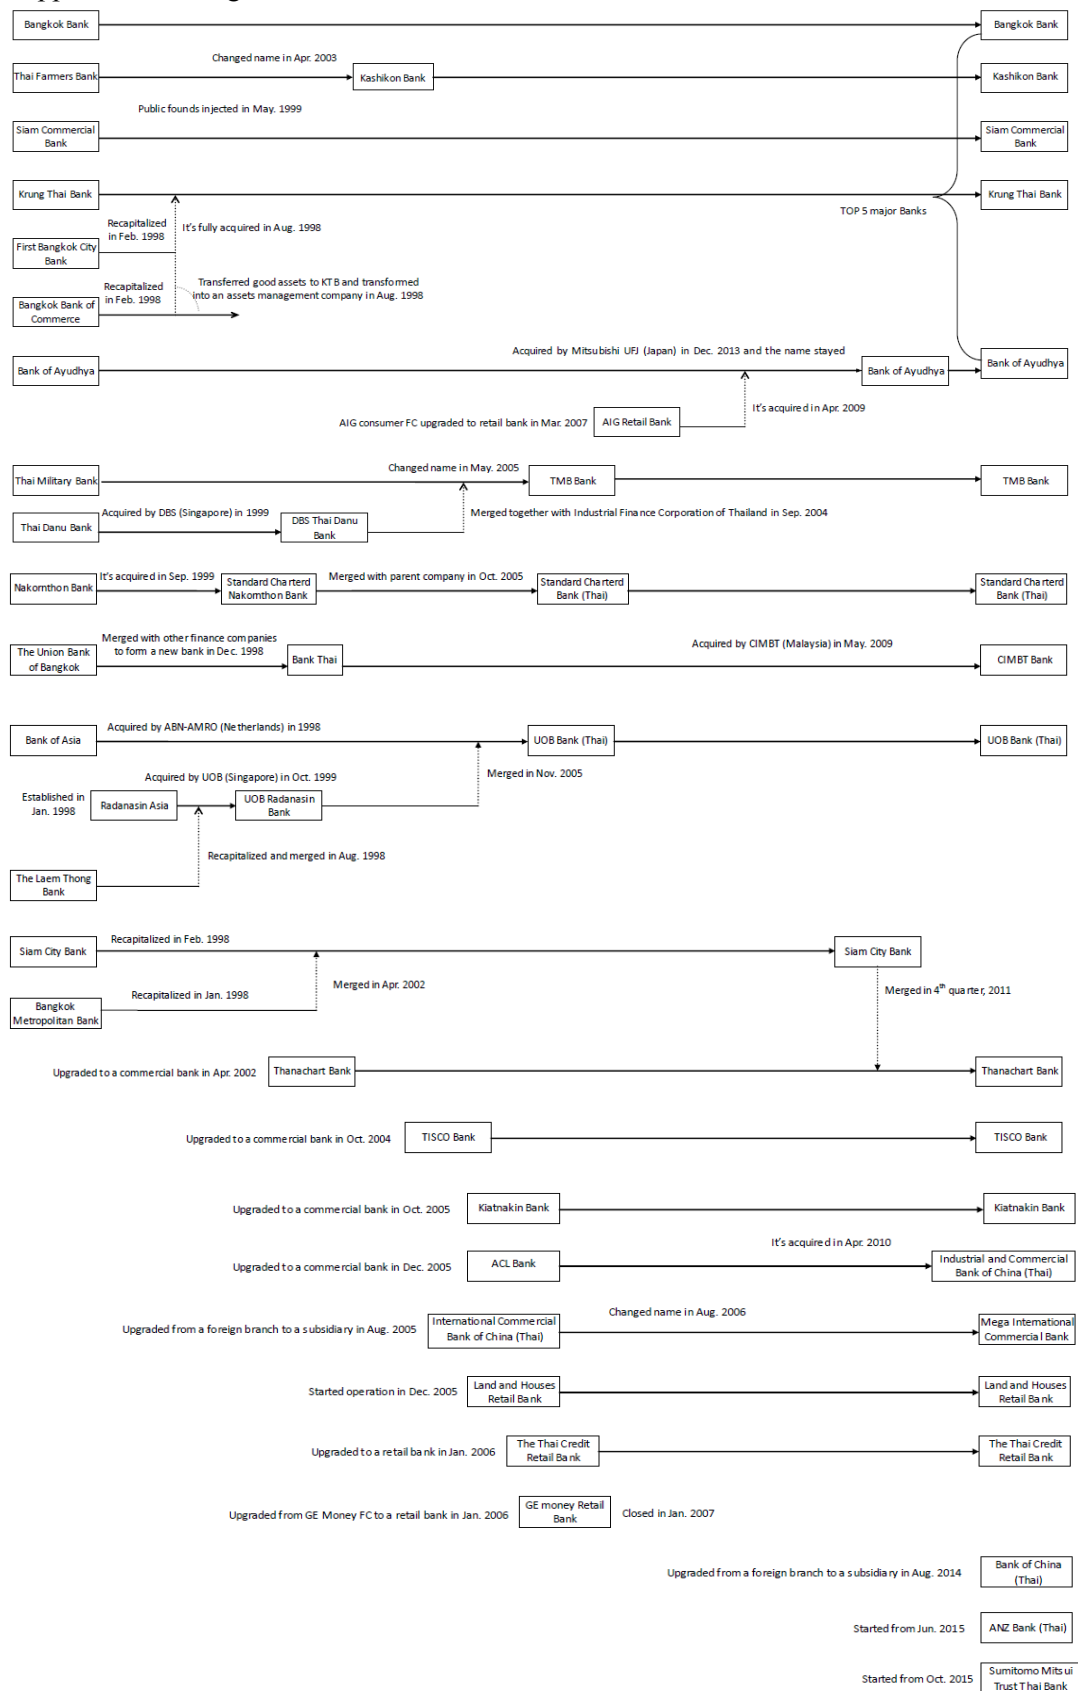 Bangkok Bank
Bangkok Bank
Changed name in Apr. 2003
Thai Farmers Bank
Kashikon Bank
Kashikon Bank
Public founds injected in May. 1999
Siam Commercial
Bank
Siam Commercial
Bank
Krung Thai Bank
Krung Thai Bank
TOP 5 major Banks
Recapitalized
in Feb. 1998
It's fully acquired in Aug. 1998
First Bangkok City
Bank
Recapitalized
in Feb. 1998
Transferred good assets to KTB and transformed
into an assets management company in Aug. 1998
Bangkok Bank of
Commerce
Acquired by Mitsubishi UFJ (Japan) in Dec. 2013 and the name stayed
Bank of Ayudhya
Bank of Ayudhya
Bank of Ayudhya
AIG consumer FC upgraded to retail bank in Mar. 2007
AIG Retail Bank
It's acquired in Apr. 2009
Changed name in May. 2005
Thai Military Bank
TMB Bank
TMB Bank
Acquired by DBS (Singapore) in 1999
Thai Danu Bank
DBS Thai Danu
Bank
Merged together with Industrial Finance Corporation of Thailand in Sep. 2004
It's acquired in Sep. 1999
Merged with parent company in Oct. 2005
Nakornthon Bank
Standard Charterd
Nakornthon Bank
Standard Charterd
Bank (Thai)
Standard Charterd
Bank (Thai)
Merged with other finance companies
to form a new bank in Dec. 1998
Acquired by CIMBT (Malaysia) in May. 2009
The Union Bank
of Bangkok
Bank Thai
CIMBT Bank
Acquired by ABN-AMRO (Netherlands) in 1998
Bank of Asia
UOB Bank (Thai)
UOB Bank (Thai)
Acquired by UOB (Singapore) in Oct. 1999
Merged in Nov. 2005
Established in
Jan. 1998
Radanasin Asia
UOB Radanasin
Bank
Recapitalized and merged in Aug. 1998
The Laem Thong
Bank
Recapitalized in Feb. 1998
Siam City Bank
Siam City Bank
Recapitalized in Jan. 1998
Merged in Apr. 2002
Merged in 4th quarter, 2011
Bangkok
Metropolitan Bank
Upgraded to a commercial bank in Apr. 2002
Thanachart Bank
Thanachart Bank
Upgraded to a commercial bank in Oct. 2004
TISCO Bank
TISCO Bank
Upgraded to a commercial bank in Oct. 2005
Kiatnakin Bank
Kiatnakin Bank
It's acquired in Apr. 2010
Upgraded to a commercial bank in Dec. 2005
ACL Bank
Industrial and Commercial
Bank of China (Thai)
Changed name in Aug. 2006
Upgraded from a foreign branch to a subsidiary in Aug. 2005
International Commercial
Bank of China (Thai)
Mega International
Commercial Bank
Started operation in Dec. 2005
Land and Houses
Retail Bank
Land and Houses
Retail Bank
Upgraded to a retail bank in Jan. 2006
The Thai Credit
Retail Bank
The Thai Credit
Retail Bank
Upgraded from GE Money FC to a retail bank in Jan. 2006
GE money Retail
Bank
Closed in Jan. 2007
Upgraded from a foreign branch to a subsidiary in Aug. 2014
Bank of China
(Thai)
Started from Jun. 2015
ANZ Bank (Thai)
Started from Oct. 2015
Sumitomo Mitsui
Trust Thai Bank